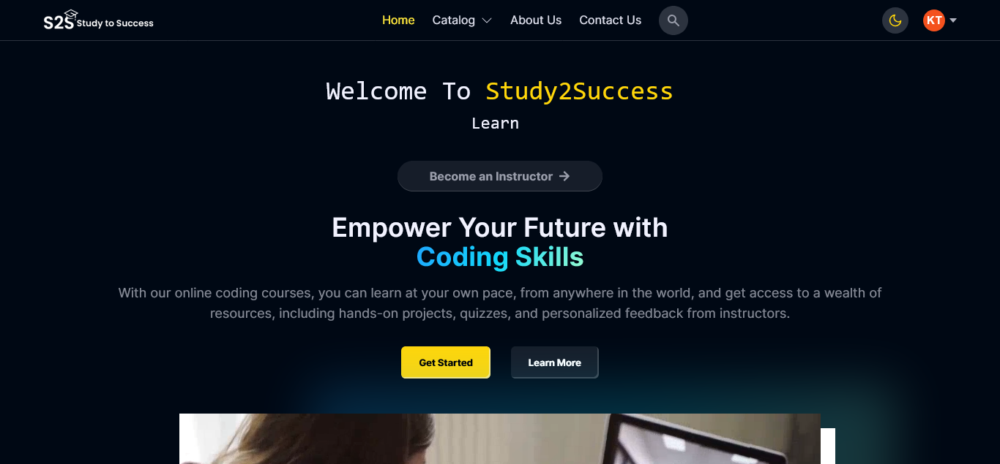 S2S Study to Success
Home Catalog About Us Contact Us
KT
Welcome To Study2Success
Learn
Become an Instructor →
Empower Your Future with
Coding Skills
With our online coding courses, you can learn at your own pace, from anywhere in the world, and get access to a wealth of
resources, including hands-on projects, quizzes, and personalized feedback from instructors.
Get Started Learn More